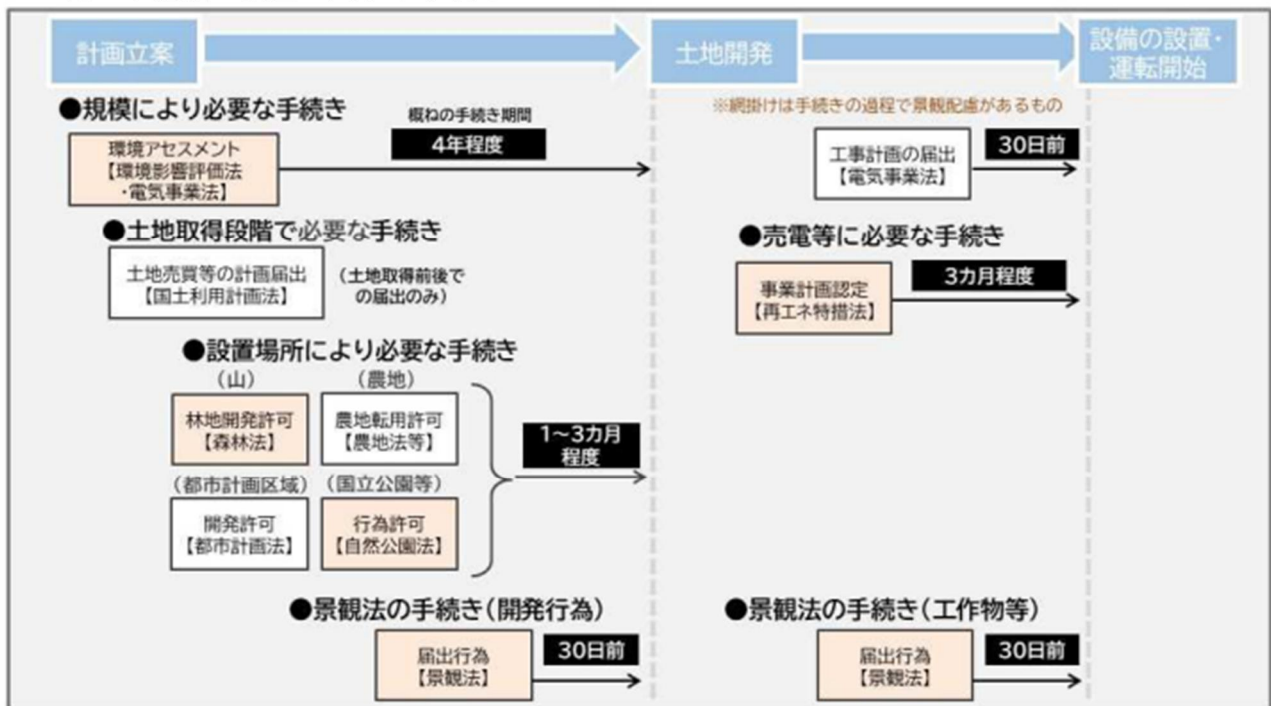 計画立案
土地開発
設備の設置・
運転開始
●規模により必要な手続き
概ねの手続き期間
4年程度
環境アセスメント
【環境影響評価法
・電気事業法】
※網掛けは手続きの過程で景観配慮があるもの
工事計画の届出
【電気事業法】
30日前
●土地取得段階で必要な手続き
土地売買等の計画届出
【国土利用計画法】
(土地取得前後で
の届出のみ)
●売電等に必要な手続き
事業計画認定
【再エネ特措法】
3カ月程度
●設置場所により必要な手続き
(山)
(農地)
林地開発許可
【森林法】
農地転用許可
【農地法等】
(都市計画区域)
(国立公園等)
開発許可
【都市計画法】
行為許可
【自然公園法】
1~3カ月
程度
●景観法の手続き(開発行為)
届出行為
【景観法】
30日前
●景観法の手続き(工作物等)
届出行為
【景観法】
30日前